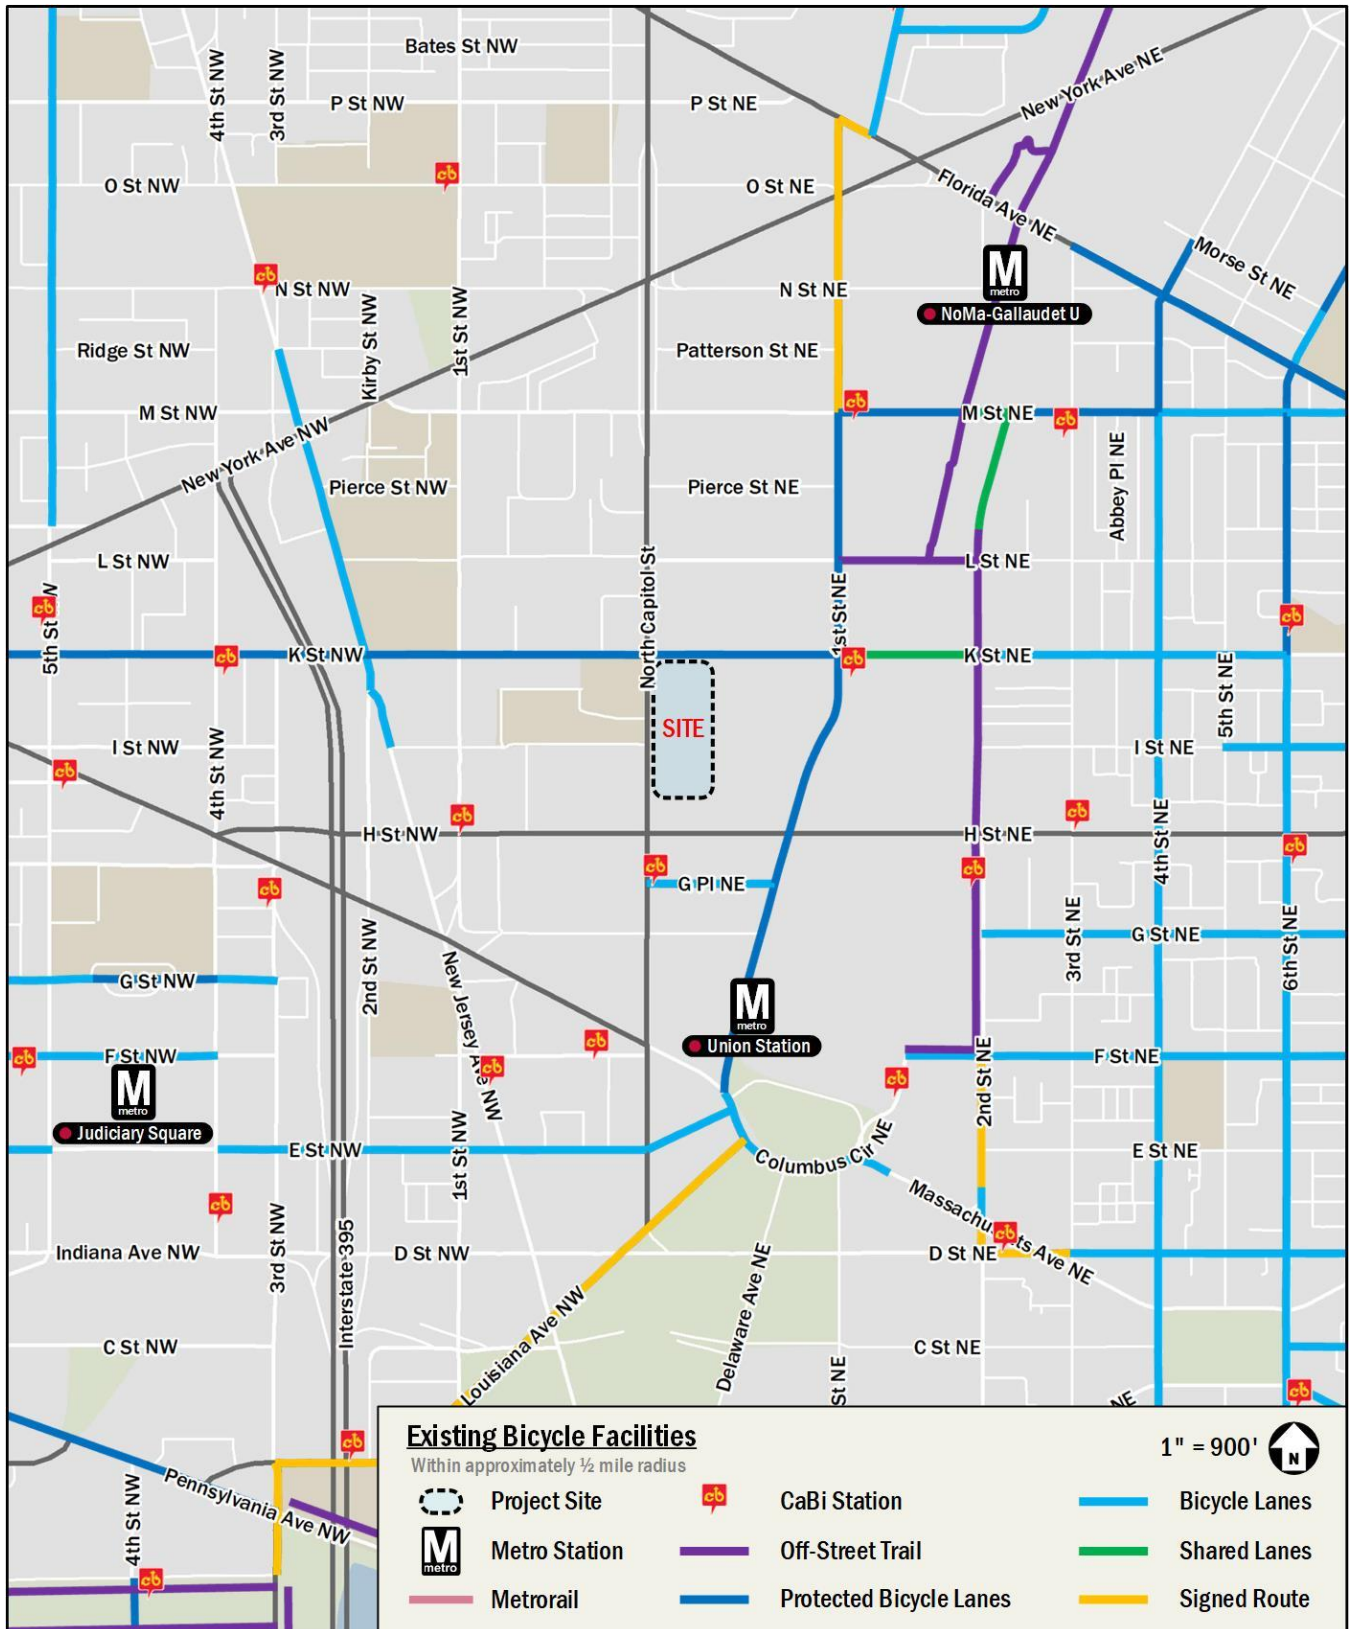 Bates St NW
4th St NW
3rd St NW
P St NW
P St NE
New York Ave NE
O St NW
O St NE
Florida Ave NE
Morse St NE
N St NW
N St NE
M
metro
NoMa-Gallaudet U
Kirby St NW
1st St NW
Ridge St NW
Patterson St NE
M St NW
M St NE
New York Ave NW
Pierce St NW
Pierce St NE
Abbey Pl NE
L St NW
L St NE
North Capitol St
1st St NE
5th St W
K St NW
K St NE
5th St NE
SITE
I St NW
I St NE
4th St NW
H St NW
H St NE
4th St NE
G Pl NE
3rd St NE
G St NE
6th St NE
2nd St NW
New Jersey Ave NW
G St NW
M
metro
Union Station
F St NW
F St NE
2nd St NE
M
metro
Judiciary Square
E St NW
1st St NW
Columbus Cir NE
E St NE
Massachu ts Ave NE
Indiana Ave NW
3rd St NW
Interstate 395
D St NW
Delaware Ave NE
D St NE
C St NW
Louisiana Ave NW
St NE
C St NE
NE
Pennsylvania Ave NW
4th St NW
Existing Bicycle Facilities
Within approximately ½ mile radius
1" = 900'
N
Project Site
cb
CaBi Station
Bicycle Lanes
M
metro
Metro Station
Off-Street Trail
Shared Lanes
Metrorail
Protected Bicycle Lanes
Signed Route